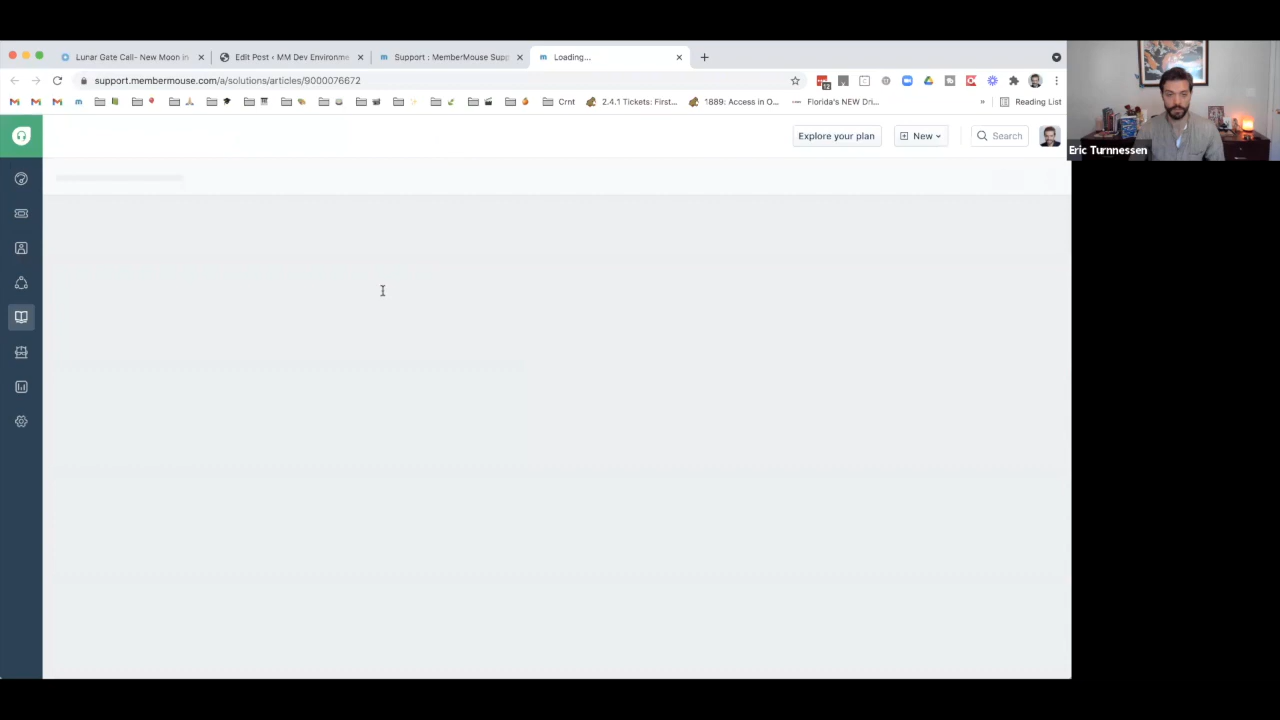 Lunar Gate Call- New Moon in
Edit Post ‹ MM Dev Environme
Support : MemberMouse Supp
Loading...
support.membermouse.com/a/solutions/articles/9000076672
12
Crnt
2.4.1 Tickets: First...
1889: Access in O...
Florida's NEW Dri...
»
Reading List
Explore your plan
New
Search
Eric Turnnessen